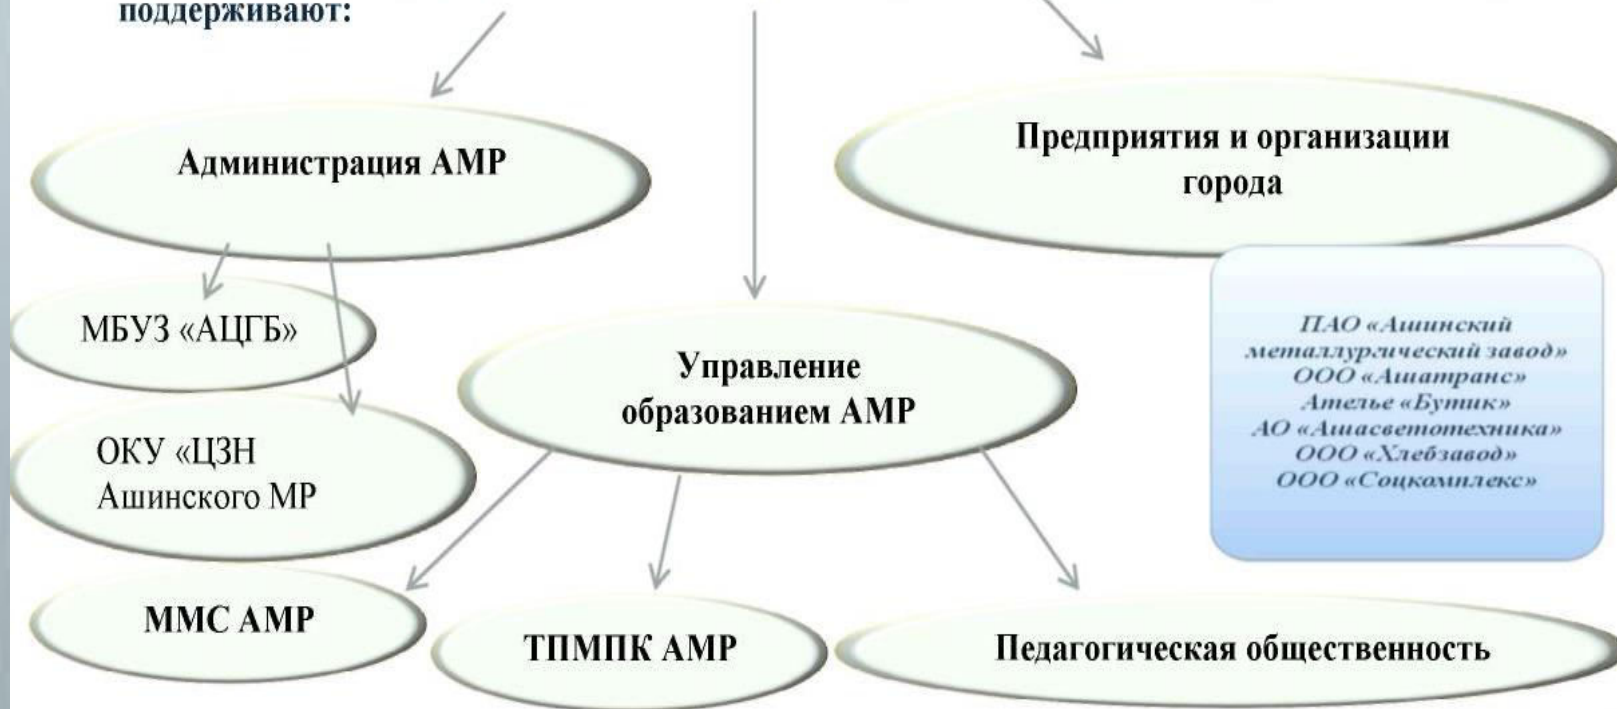 поддерживают:
Администрация АМР
Предприятия и организации
города
МБУЗ «АЦГБ»
ОКУ «ЦЗН
Ашинского МР
Управление
образованием АМР
ПАО «Ашинский
металлургический завод»
ООО «Ашатранс»
Ателье «Бутик»
АО «Ашасветотехника»
ООО «Хлебзавод»
ООО «Соцкомплекс»
ММС АМР
ТПМПК АМР
Педагогическая общественность